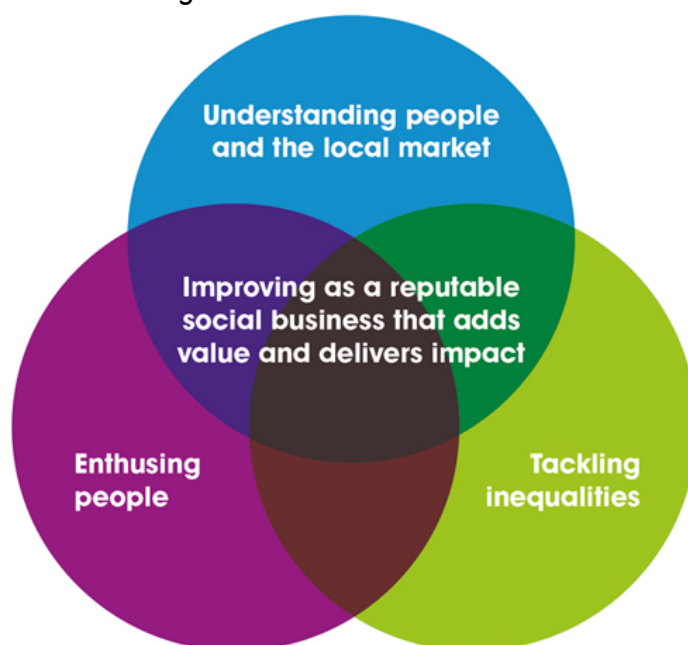 Understanding people
and the local market
Improving as a reputable
social business that adds
value and delivers impact
Enthusing
people
Tackling
inequalities